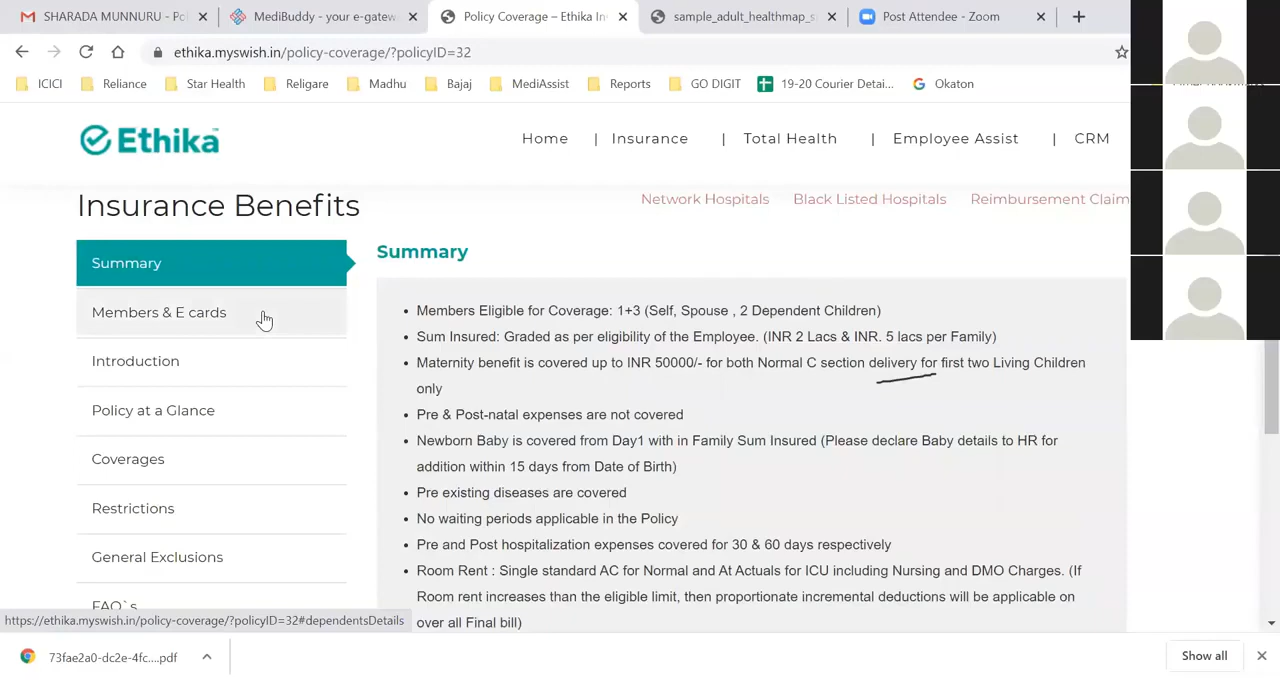 SHARADA MUNNURU - Po
MediBuddy - your e-gatew
Policy Coverage – Ethika In
sample_adult_healthmap_s
Post Attendee - Zoom
ethika.myswish.in/policy-coverage/?policyID=32
ICICI
Reliance
Star Health
Religare
Madhu
Bajaj
MediAssist
Reports
GO DIGIT
19-20 Courier Detai...
Okaton
Ethika
Home | Insurance | Total Health | Employee Assist | CRM
Insurance Benefits
Network Hospitals
Black Listed Hospitals
Reimbursement Claim
Summary
Members & E cards
Introduction
Policy at a Glance
Coverages
Restrictions
General Exclusions
FAQ`s
Summary
• Members Eligible for Coverage: 1+3 (Self, Spouse , 2 Dependent Children)
• Sum Insured: Graded as per eligibility of the Employee. (INR 2 Lacs & INR. 5 lacs per Family)
• Maternity benefit is covered up to INR 50000/- for both Normal C section delivery for first two Living Children
only
• Pre & Post-natal expenses are not covered
• Newborn Baby is covered from Day1 with in Family Sum Insured (Please declare Baby details to HR for
addition within 15 days from Date of Birth)
• Pre existing diseases are covered
• No waiting periods applicable in the Policy
• Pre and Post hospitalization expenses covered for 30 & 60 days respectively
• Room Rent : Single standard AC for Normal and At Actuals for ICU including Nursing and DMO Charges. (If
Room rent increases than the eligible limit, then proportionate incremental deductions will be applicable on
over all Final bill)
https://ethika.myswish.in/policy-coverage/?policyID=32#dependentsDetails
73fae2a0-dc2e-4fc....pdf
Show all